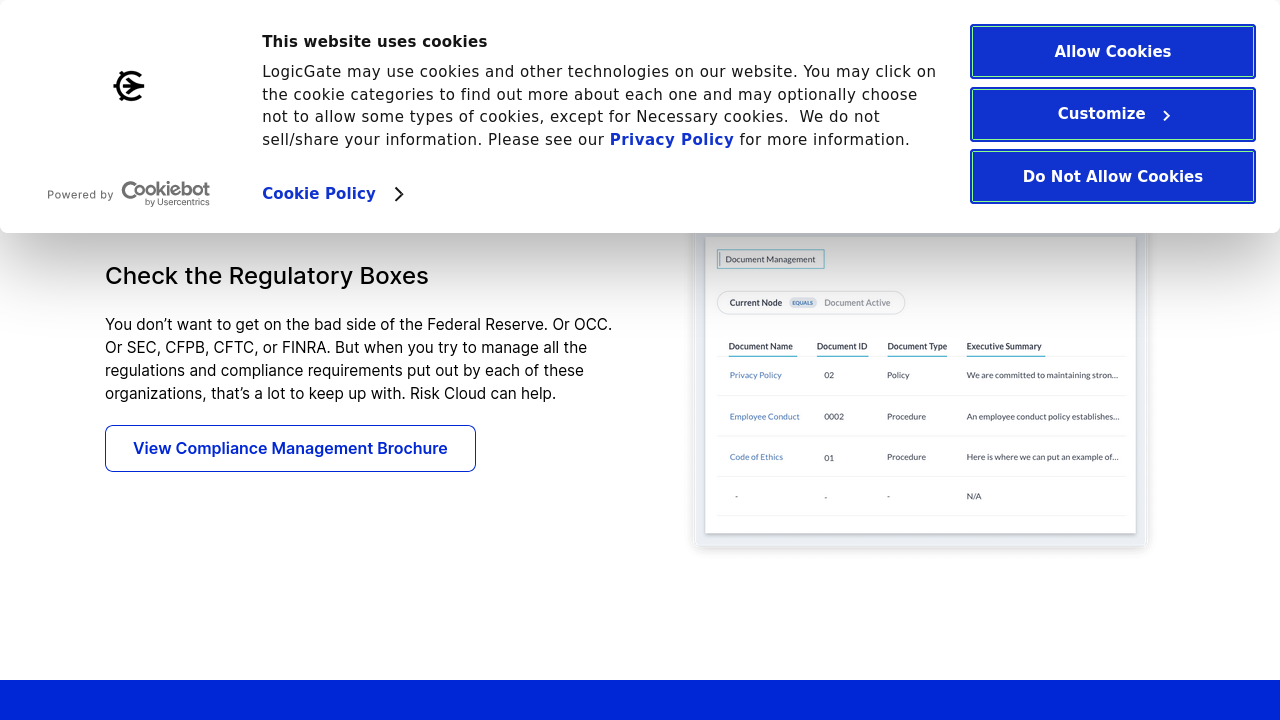 This website uses cookies
LogicGate may use cookies and other technologies on our website. You may click on
the cookie categories to find out more about each one and may optionally choose
not to allow some types of cookies, except for Necessary cookies.  We do not
sell/share your information. Please see our Privacy Policy for more information.
Cookie Policy
Powered by Cookiebot
by Usercentrics
Allow Cookies
Customize
Do Not Allow Cookies
Check the Regulatory Boxes
You don’t want to get on the bad side of the Federal Reserve. Or OCC.
Or SEC, CFPB, CFTC, or FINRA. But when you try to manage all the
regulations and compliance requirements put out by each of these
organizations, that’s a lot to keep up with. Risk Cloud can help.
View Compliance Management Brochure
Document Management
Current Node EQUALS Document Active
Document Name Document ID Document Type Executive Summary
Privacy Policy 02 Policy We are committed to maintaining stron...
Employee Conduct 0002 Procedure An employee conduct policy establishes...
Code of Ethics 01 Procedure Here is where we can put an example of...
- - - N/A